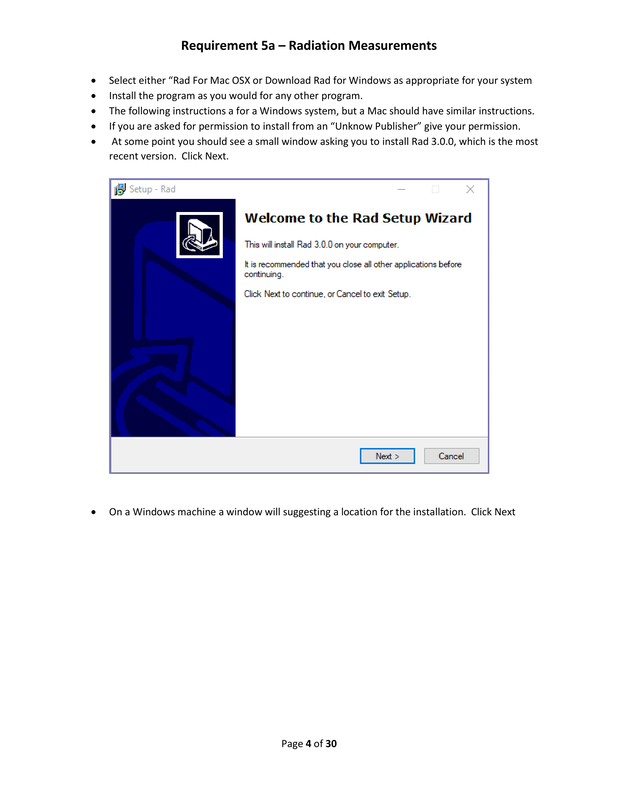 Requirement 5a – Radiation Measurements
• Select either “Rad For Mac OSX or Download Rad for Windows as appropriate for your system
• Install the program as you would for any other program.
• The following instructions a for a Windows system, but a Mac should have similar instructions.
• If you are asked for permission to install from an “Unknow Publisher” give your permission.
• At some point you should see a small window asking you to install Rad 3.0.0, which is the most
recent version. Click Next.
Setup - Rad
Welcome to the Rad Setup Wizard
This will install Rad 3.0.0 on your computer.
It is recommended that you close all other applications before
continuing.
Click Next to continue, or Cancel to exit Setup.
Next > Cancel
• On a Windows machine a window will suggesting a location for the installation. Click Next
Page 4 of 30